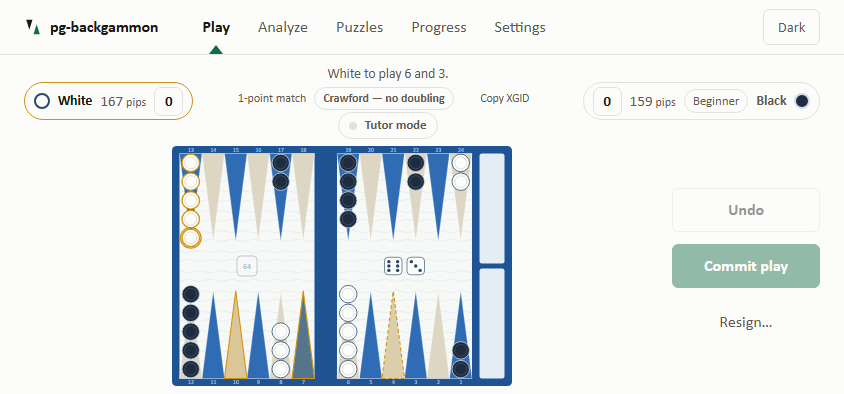 pg-backgammon Play Analyze Puzzles Progress Settings Dark
White to play 6 and 3.
White 167 pips 0 1-point match Crawford — no doubling Copy XGID 0 159 pips Beginner Black
Tutor mode
13 14 15 16 17 18 19 20 21 22 23 24
Undo
64
Commit play
Resign...
12 11 10 9 8 7 6 5 4 3 2 1